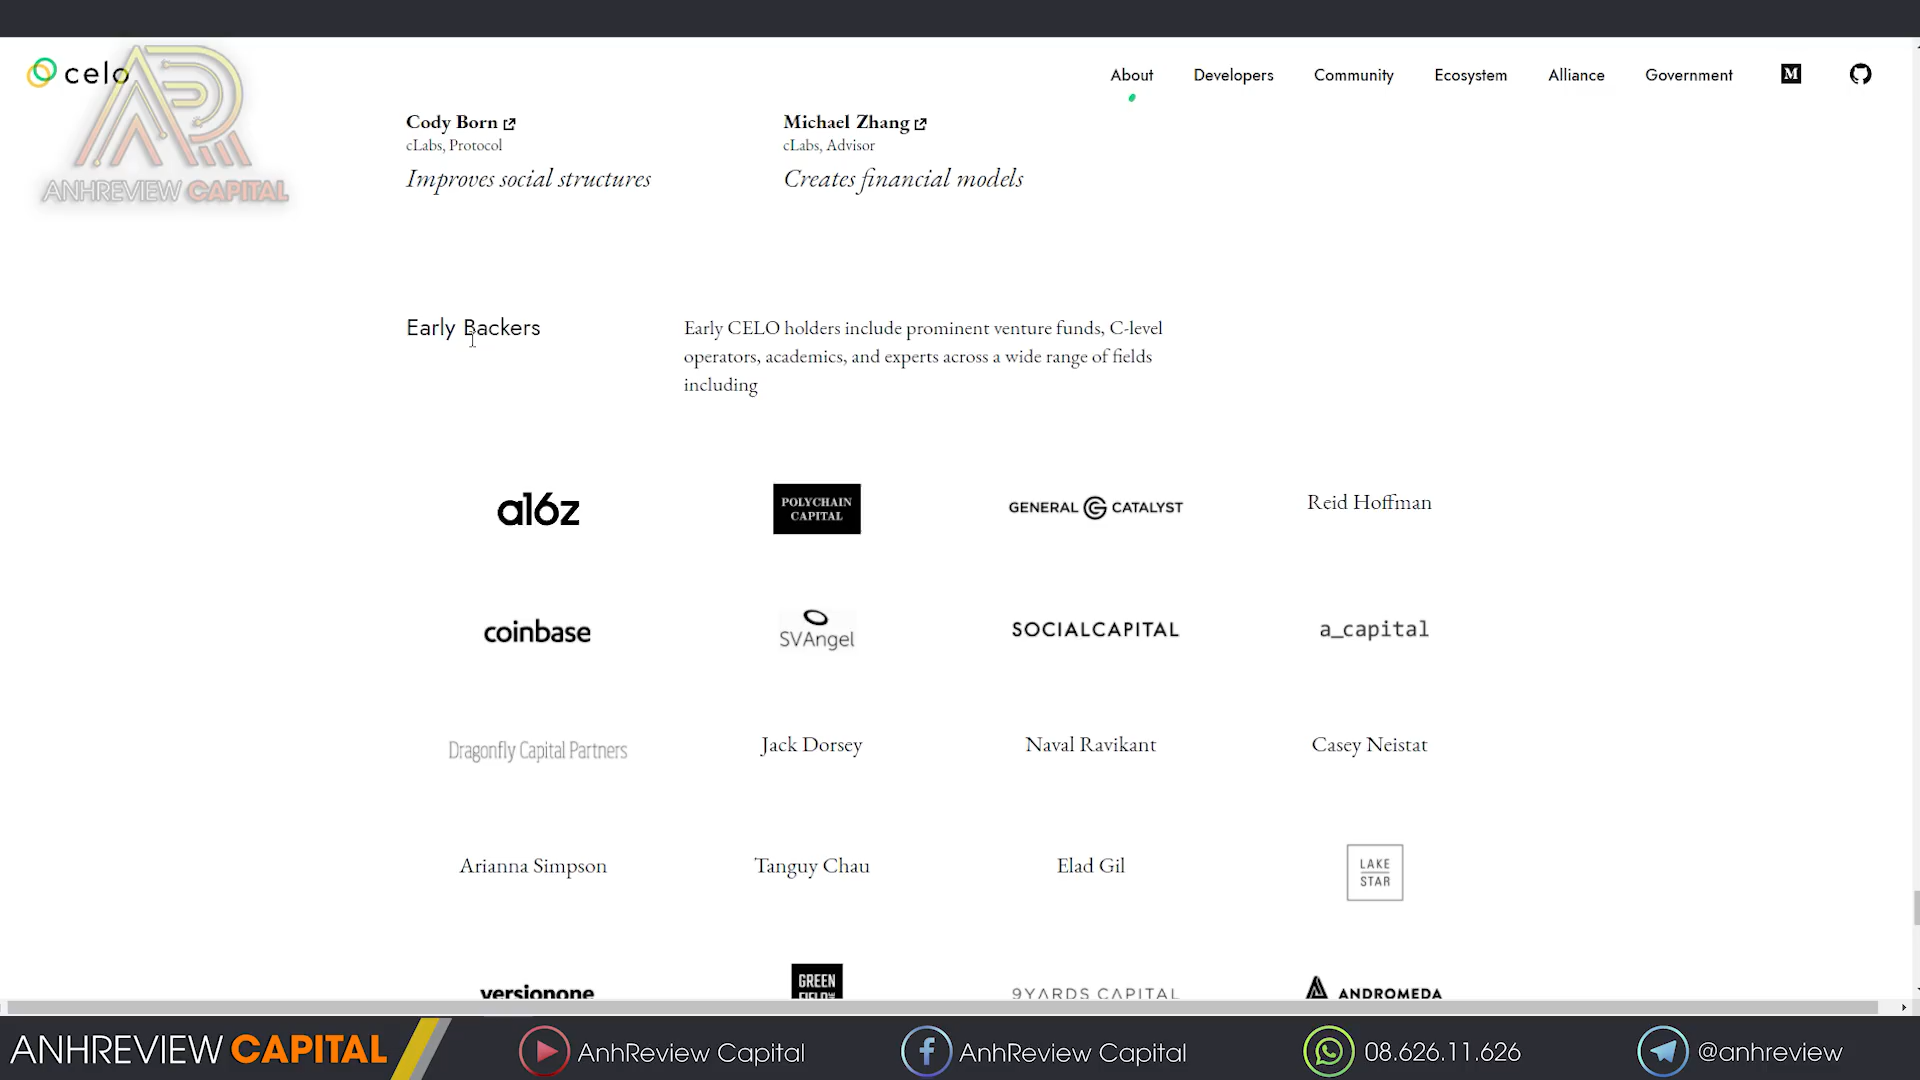 celo
About
Developers
Community
Ecosystem
Alliance
Government
M
ANHREVIEW CAPITAL
Cody Born
cLabs, Protocol
Improves social structures
Michael Zhang
cLabs, Advisor
Creates financial models
Early Backers
Early CELO holders include prominent venture funds, C-level
operators, academics, and experts across a wide range of fields
including
a16z
POLYCHAIN
CAPITAL
GENERAL CATALYST
Reid Hoffman
coinbase
SVAngel
SOCIALCAPITAL
a_capital
Dragonfly Capital Partners
Jack Dorsey
Naval Ravikant
Casey Neistat
Arianna Simpson
Tanguy Chau
Elad Gil
LAKE
STAR
versionone
GREEN
FIELD
9YARDS CAPITAL
ANDROMEDA
ANHREVIEW CAPITAL
AnhReview Capital
AnhReview Capital
08.626.11.626
@anhreview